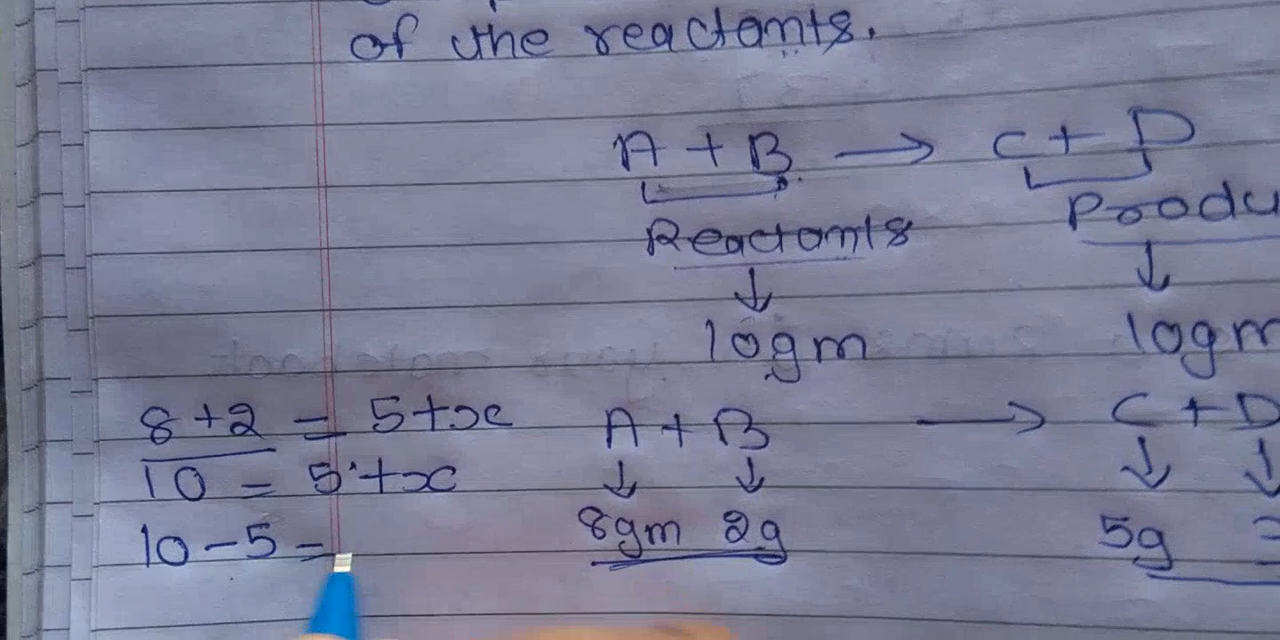 of the reactants.
A + B → C + D
Reactants Produ
↓ ↓
10gm 10gm
8+2 = 5+x A + B → C + D
10 = 5+x ↓ ↓ ↓ ↓
10-5= 8gm 2g 5g